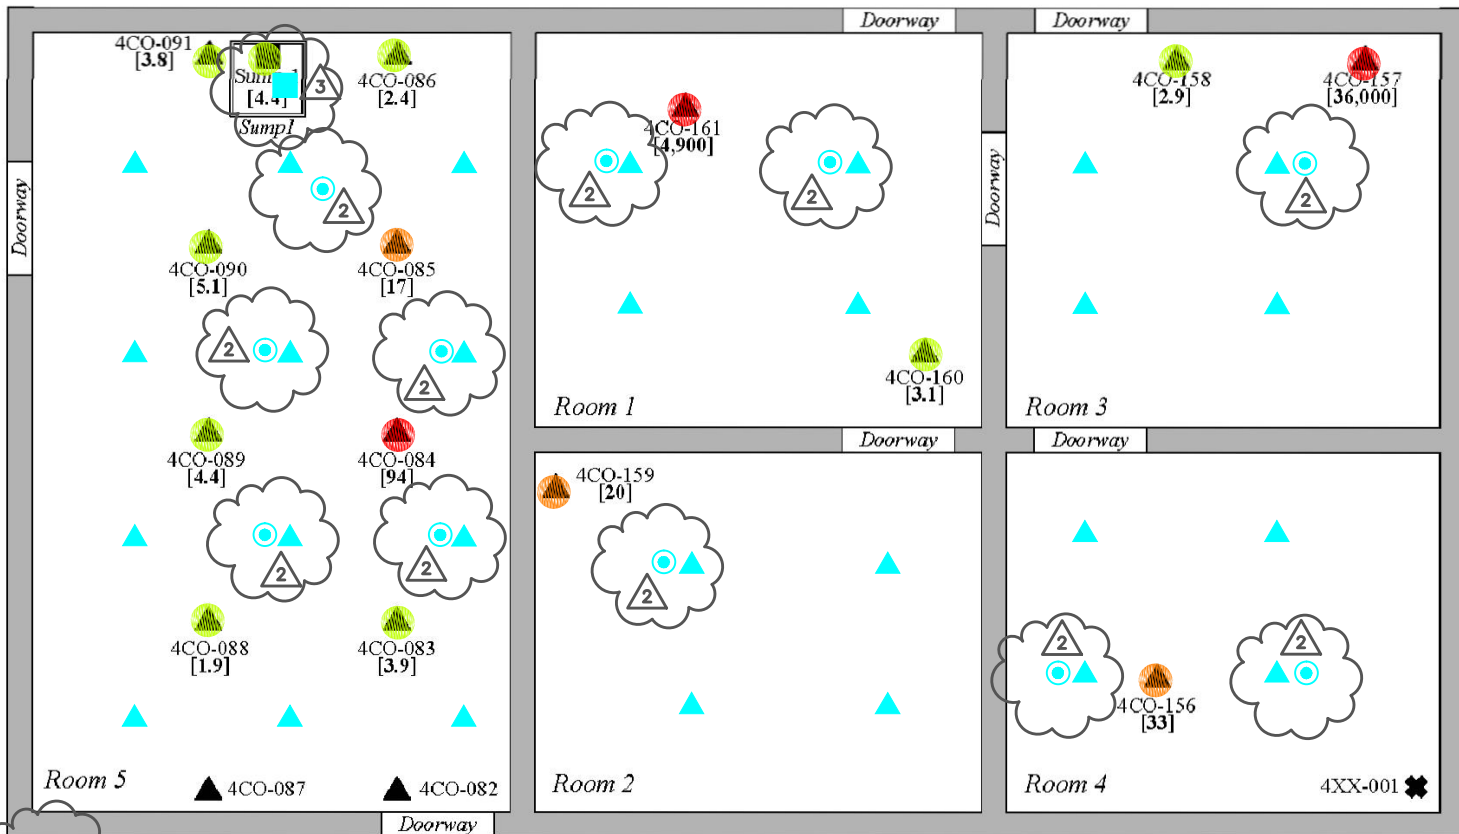 Doorway
Doorway
4CO-091
[3.8]
[4.4]
Sump1
3
4CO-086
[2.4]
4CO-158
[2.9]
4CO-157
[36,000]
4CO-161
[4,900]
Doorway
Doorway
2
2
2
2
4CO-090
[5.1]
4CO-085
[17]
2
2
4CO-160
[3.1]
Room 1
Room 3
Doorway
Doorway
4CO-089
[4.4]
4CO-084
[94]
4CO-159
[20]
2
2
2
4CO-088
[1.9]
4CO-083
[3.9]
2
2
4CO-156
[33]
Room 5
4CO-087
4CO-082
Room 2
Room 4
4XX-001
Doorway